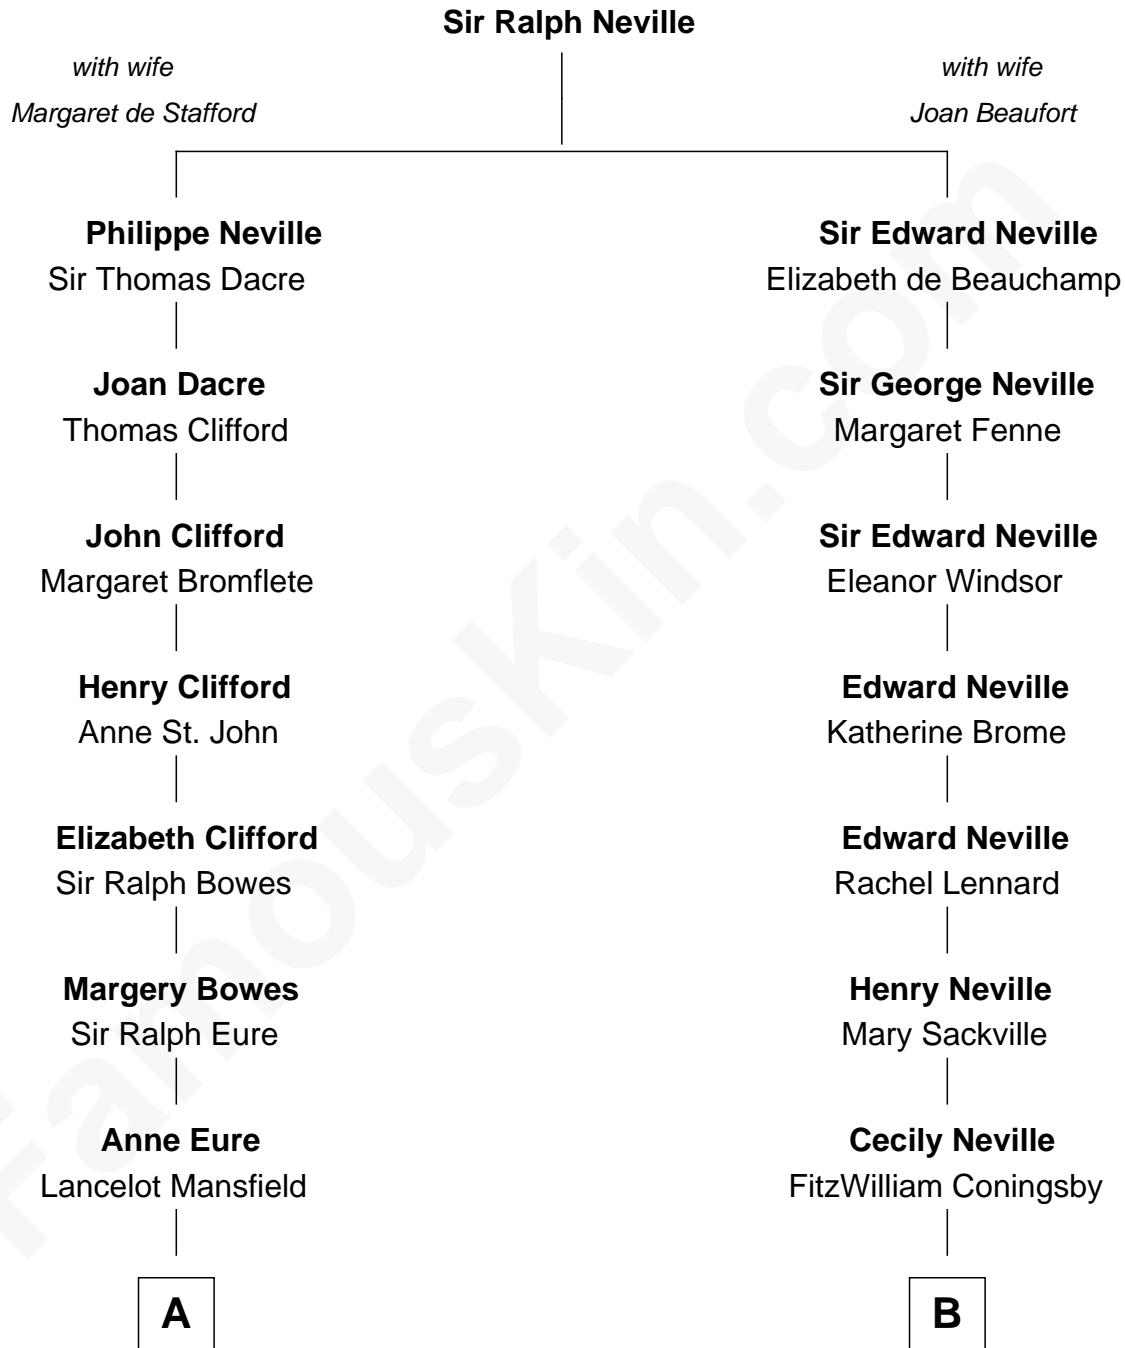 Sir Ralph Neville
with wife
Margaret de Stafford
with wife
Joan Beaufort
Philippe Neville
Sir Thomas Dacre
Joan Dacre
Thomas Clifford
John Clifford
Margaret Bromflete
Henry Clifford
Anne St. John
Elizabeth Clifford
Sir Ralph Bowes
Margery Bowes
Sir Ralph Eure
Anne Eure
Lancelot Mansfield
A
Sir Edward Neville
Elizabeth de Beauchamp
Sir George Neville
Margaret Fenne
Sir Edward Neville
Eleanor Windsor
Edward Neville
Katherine Brome
Edward Neville
Rachel Lennard
Henry Neville
Mary Sackville
Cecily Neville
FitzWilliam Coningsby
B
FamousKin.com